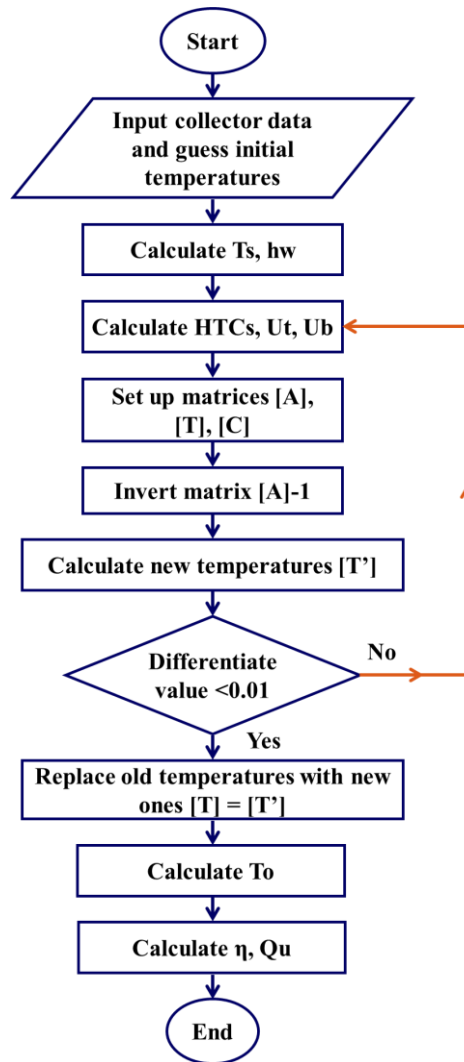 Start
Input collector data
and guess initial
temperatures
Calculate Ts, hw
Calculate HTCs, Ut, Ub
Set up matrices [A],
[T], [C]
Invert matrix [A]-1
Calculate new temperatures [T’]
Differentiate
value <0.01
No
Yes
Replace old temperatures with new
ones [T] = [T’]
Calculate To
Calculate η, Qu
End